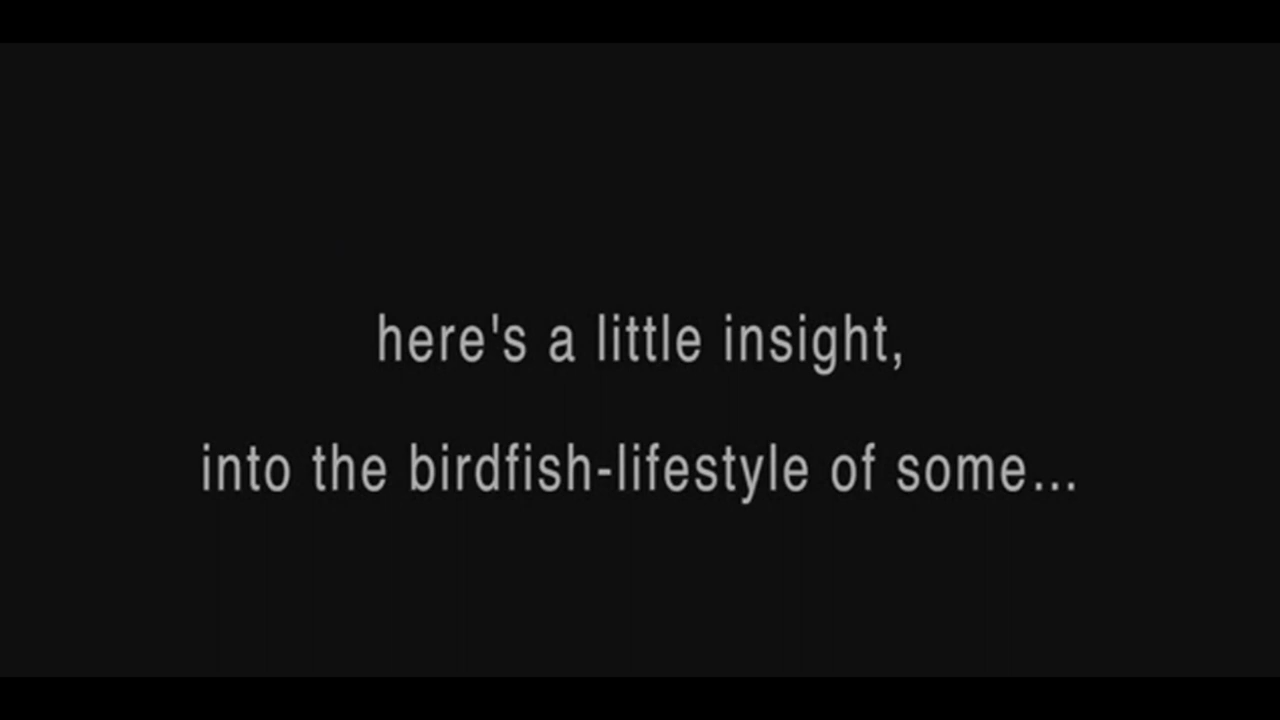 here's a little insight,
into the birdfish-lifestyle of some...